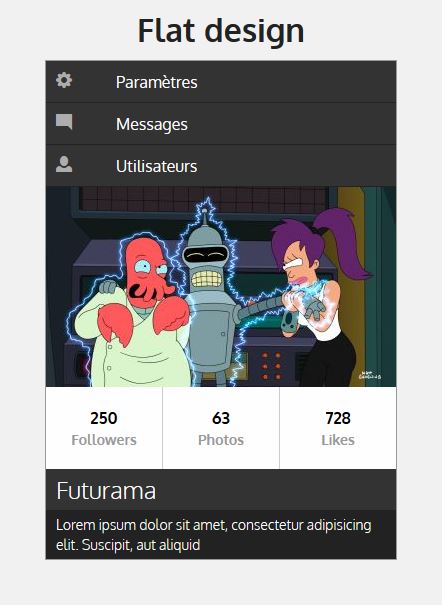 Flat design
Paramètres
Messages
Utilisateurs
250
Followers
63
Photos
728
Likes
Futurama
Lorem ipsum dolor sit amet, consectetur adipisicing
elit. Suscipit, aut aliquid